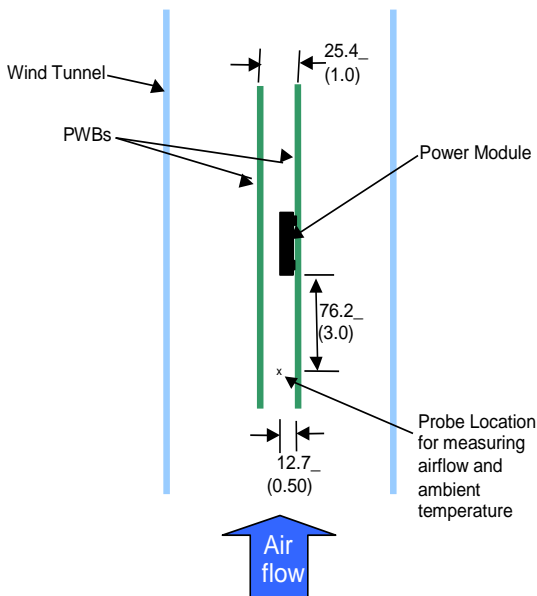 25.4_
(1.0)
Wind Tunnel
PWBs
Power Module
76.2_
(3.0)
x
Probe Location
for measuring
airflow and
ambient
temperature
12.7_
(0.50)
Air
flow